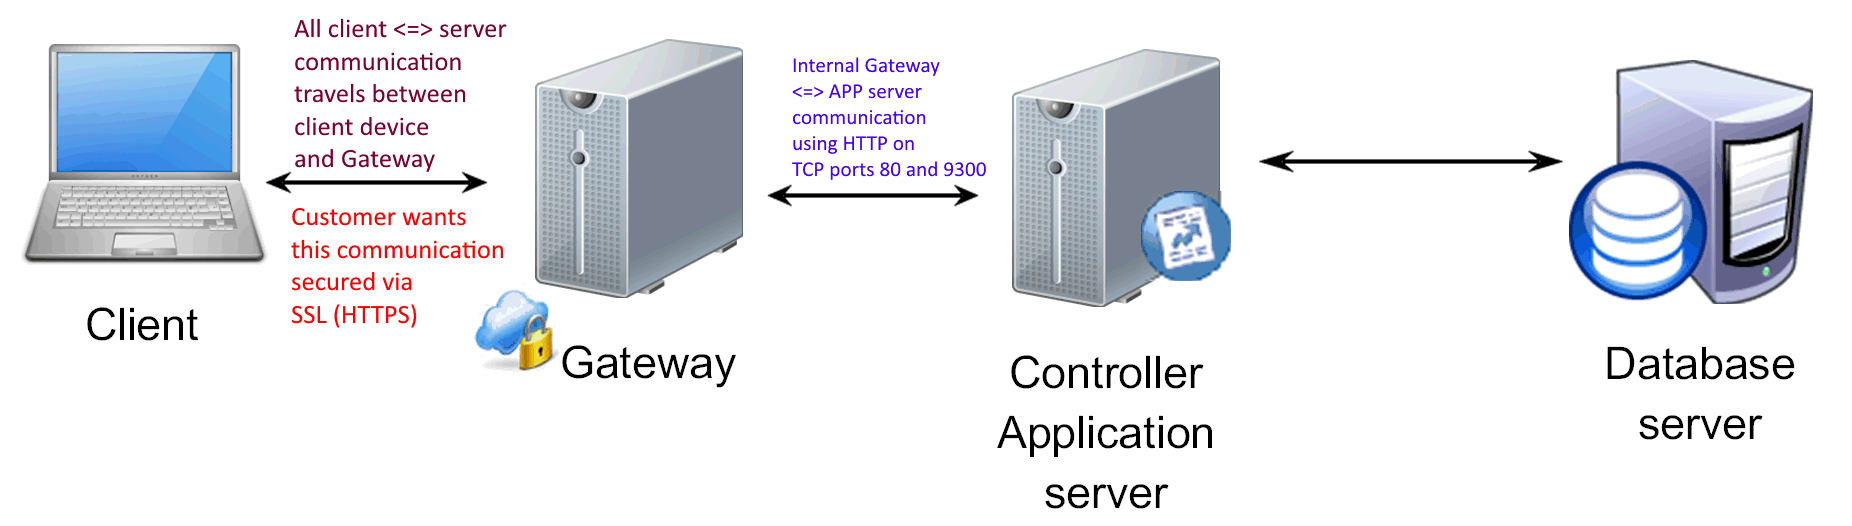 All client <=> server
communication
travels between
client device
and Gateway
Customer wants
this communication
secured via
SSL (HTTPS)
Client
Gateway
Internal Gateway
<=> APP server
communication
using HTTP on
TCP ports 80 and 9300
Controller
Application
server
Database
server